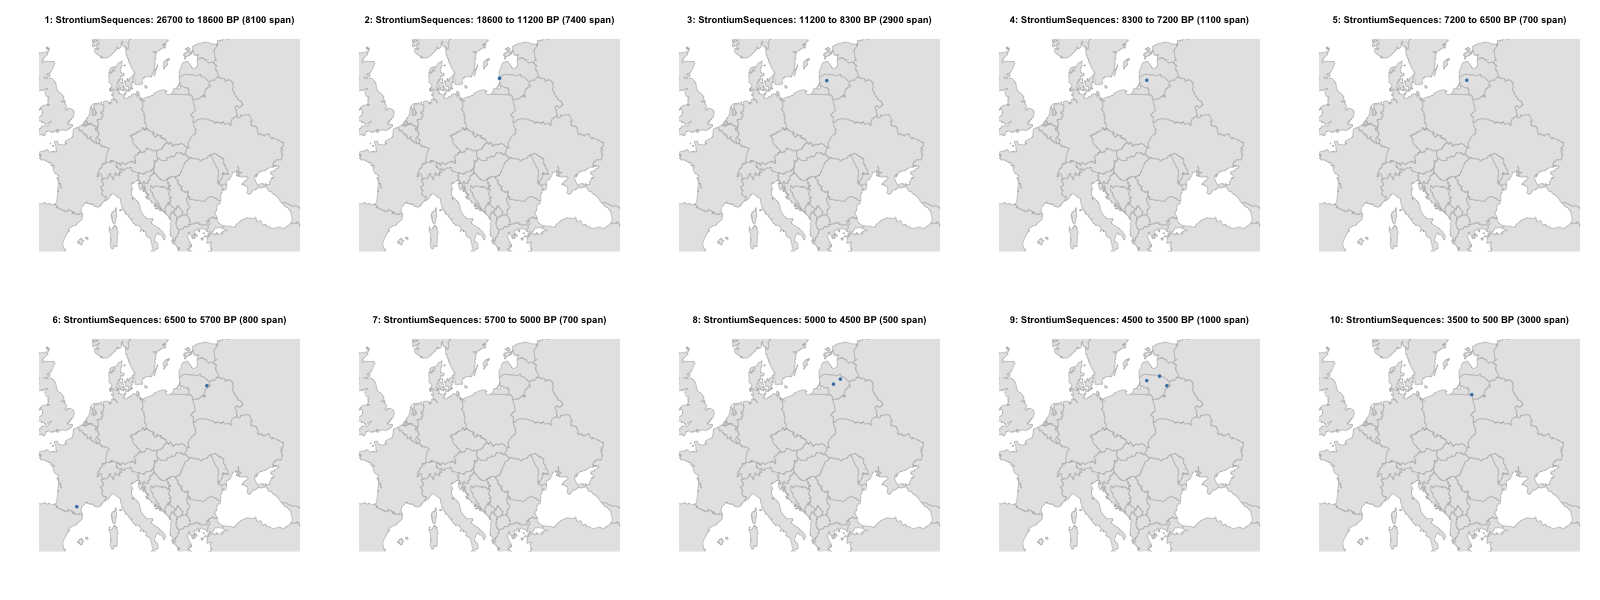 1: StrontiumSequences: 26700 to 18600 BP (8100 span)
2: StrontiumSequences: 18600 to 11200 BP (7400 span)
3: StrontiumSequences: 11200 to 8300 BP (2900 span)
4: StrontiumSequences: 8300 to 7200 BP (1100 span)
5: StrontiumSequences: 7200 to 6500 BP (700 span)
6: StrontiumSequences: 6500 to 5700 BP (800 span)
7: StrontiumSequences: 5700 to 5000 BP (700 span)
8: StrontiumSequences: 5000 to 4500 BP (500 span)
9: StrontiumSequences: 4500 to 3500 BP (1000 span)
10: StrontiumSequences: 3500 to 500 BP (3000 span)